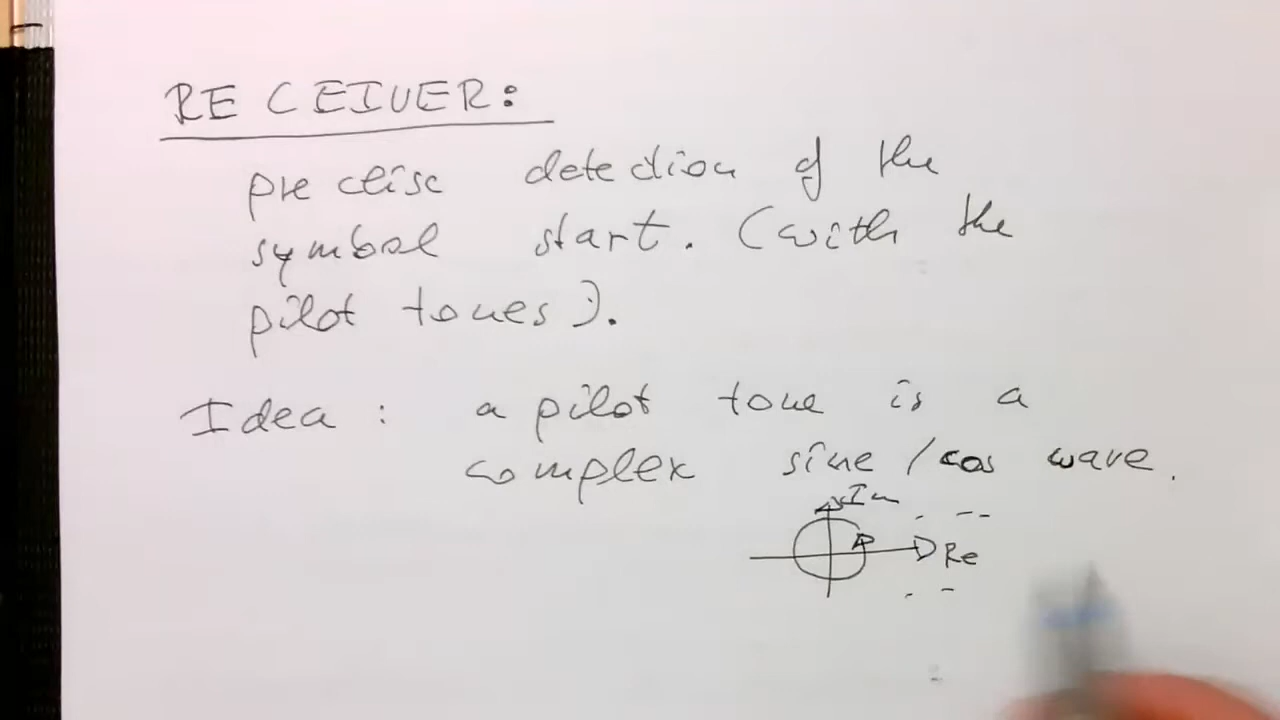 RECEIVER:
precise detection of the
symbol start. (with the
pilot tones).
Idea : a pilot tone is a
complex sine / cos wave.
Im
Re